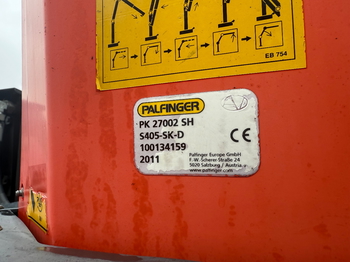 EB 754
PALFINGER
PK 27002 SH
S405-SK-D
100134159
2011
CE
Palfinger Europe GmbH
F.-W.-Scherer-Straße 24
5020 Salzburg / Austria
www.palfinger.com